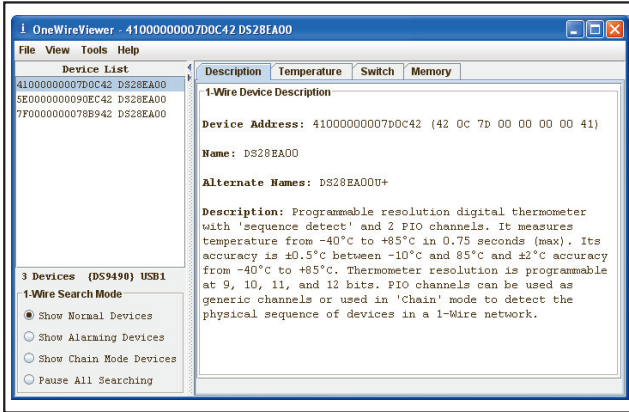 OneWireViewer - 41000000007D0C42 DS28EA00
File View Tools Help
Device List
41000000007D0C42 DS28EA00
5E0000000090EC42 DS28EA00
7F0000000078B942 DS28EA00
3 Devices {DS9490} USB1
1-Wire Search Mode
Show Normal Devices
Show Alarming Devices
Show Chain Mode Devices
Pause All Searching
Description Temperature Switch Memory
1-Wire Device Description
Device Address: 41000000007D0C42 (42 0C 7D 00 00 00 00 41)
Name: DS28EA00
Alternate Names: DS28EA00U+
Description: Programmable resolution digital thermometer
with 'sequence detect' and 2 PIO channels. It measures
temperature from -40°C to +85°C in 0.75 seconds (max). Its
accuracy is ±0.5°C between -10°C and 85°C and ±2°C accuracy
from -40°C to +85°C. Thermometer resolution is programmable
at 9, 10, 11, and 12 bits. PIO channels can be used as
generic channels or used in 'Chain' mode to detect the
physical sequence of devices in a 1-Wire network.